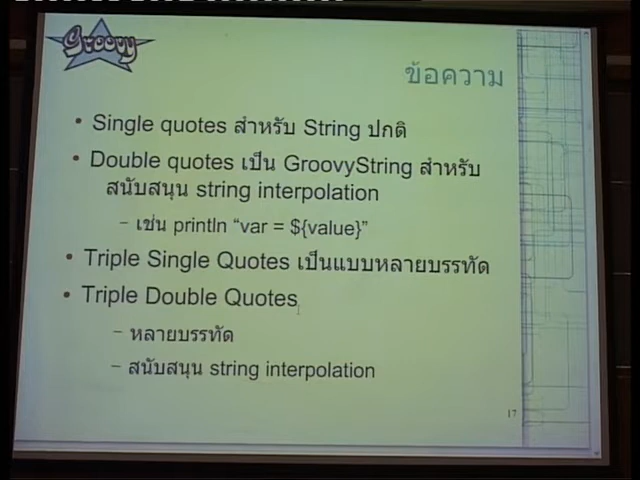 Groovy
ข้อความ
• Single quotes สำหรับ String ปกติ
• Double quotes เป็น GroovyString สำหรับ
สนับสนุน string interpolation
– เช่น println “var = ${value}”
• Triple Single Quotes เป็นแบบหลายบรรทัด
• Triple Double Quotes
– หลายบรรทัด
– สนับสนุน string interpolation
17